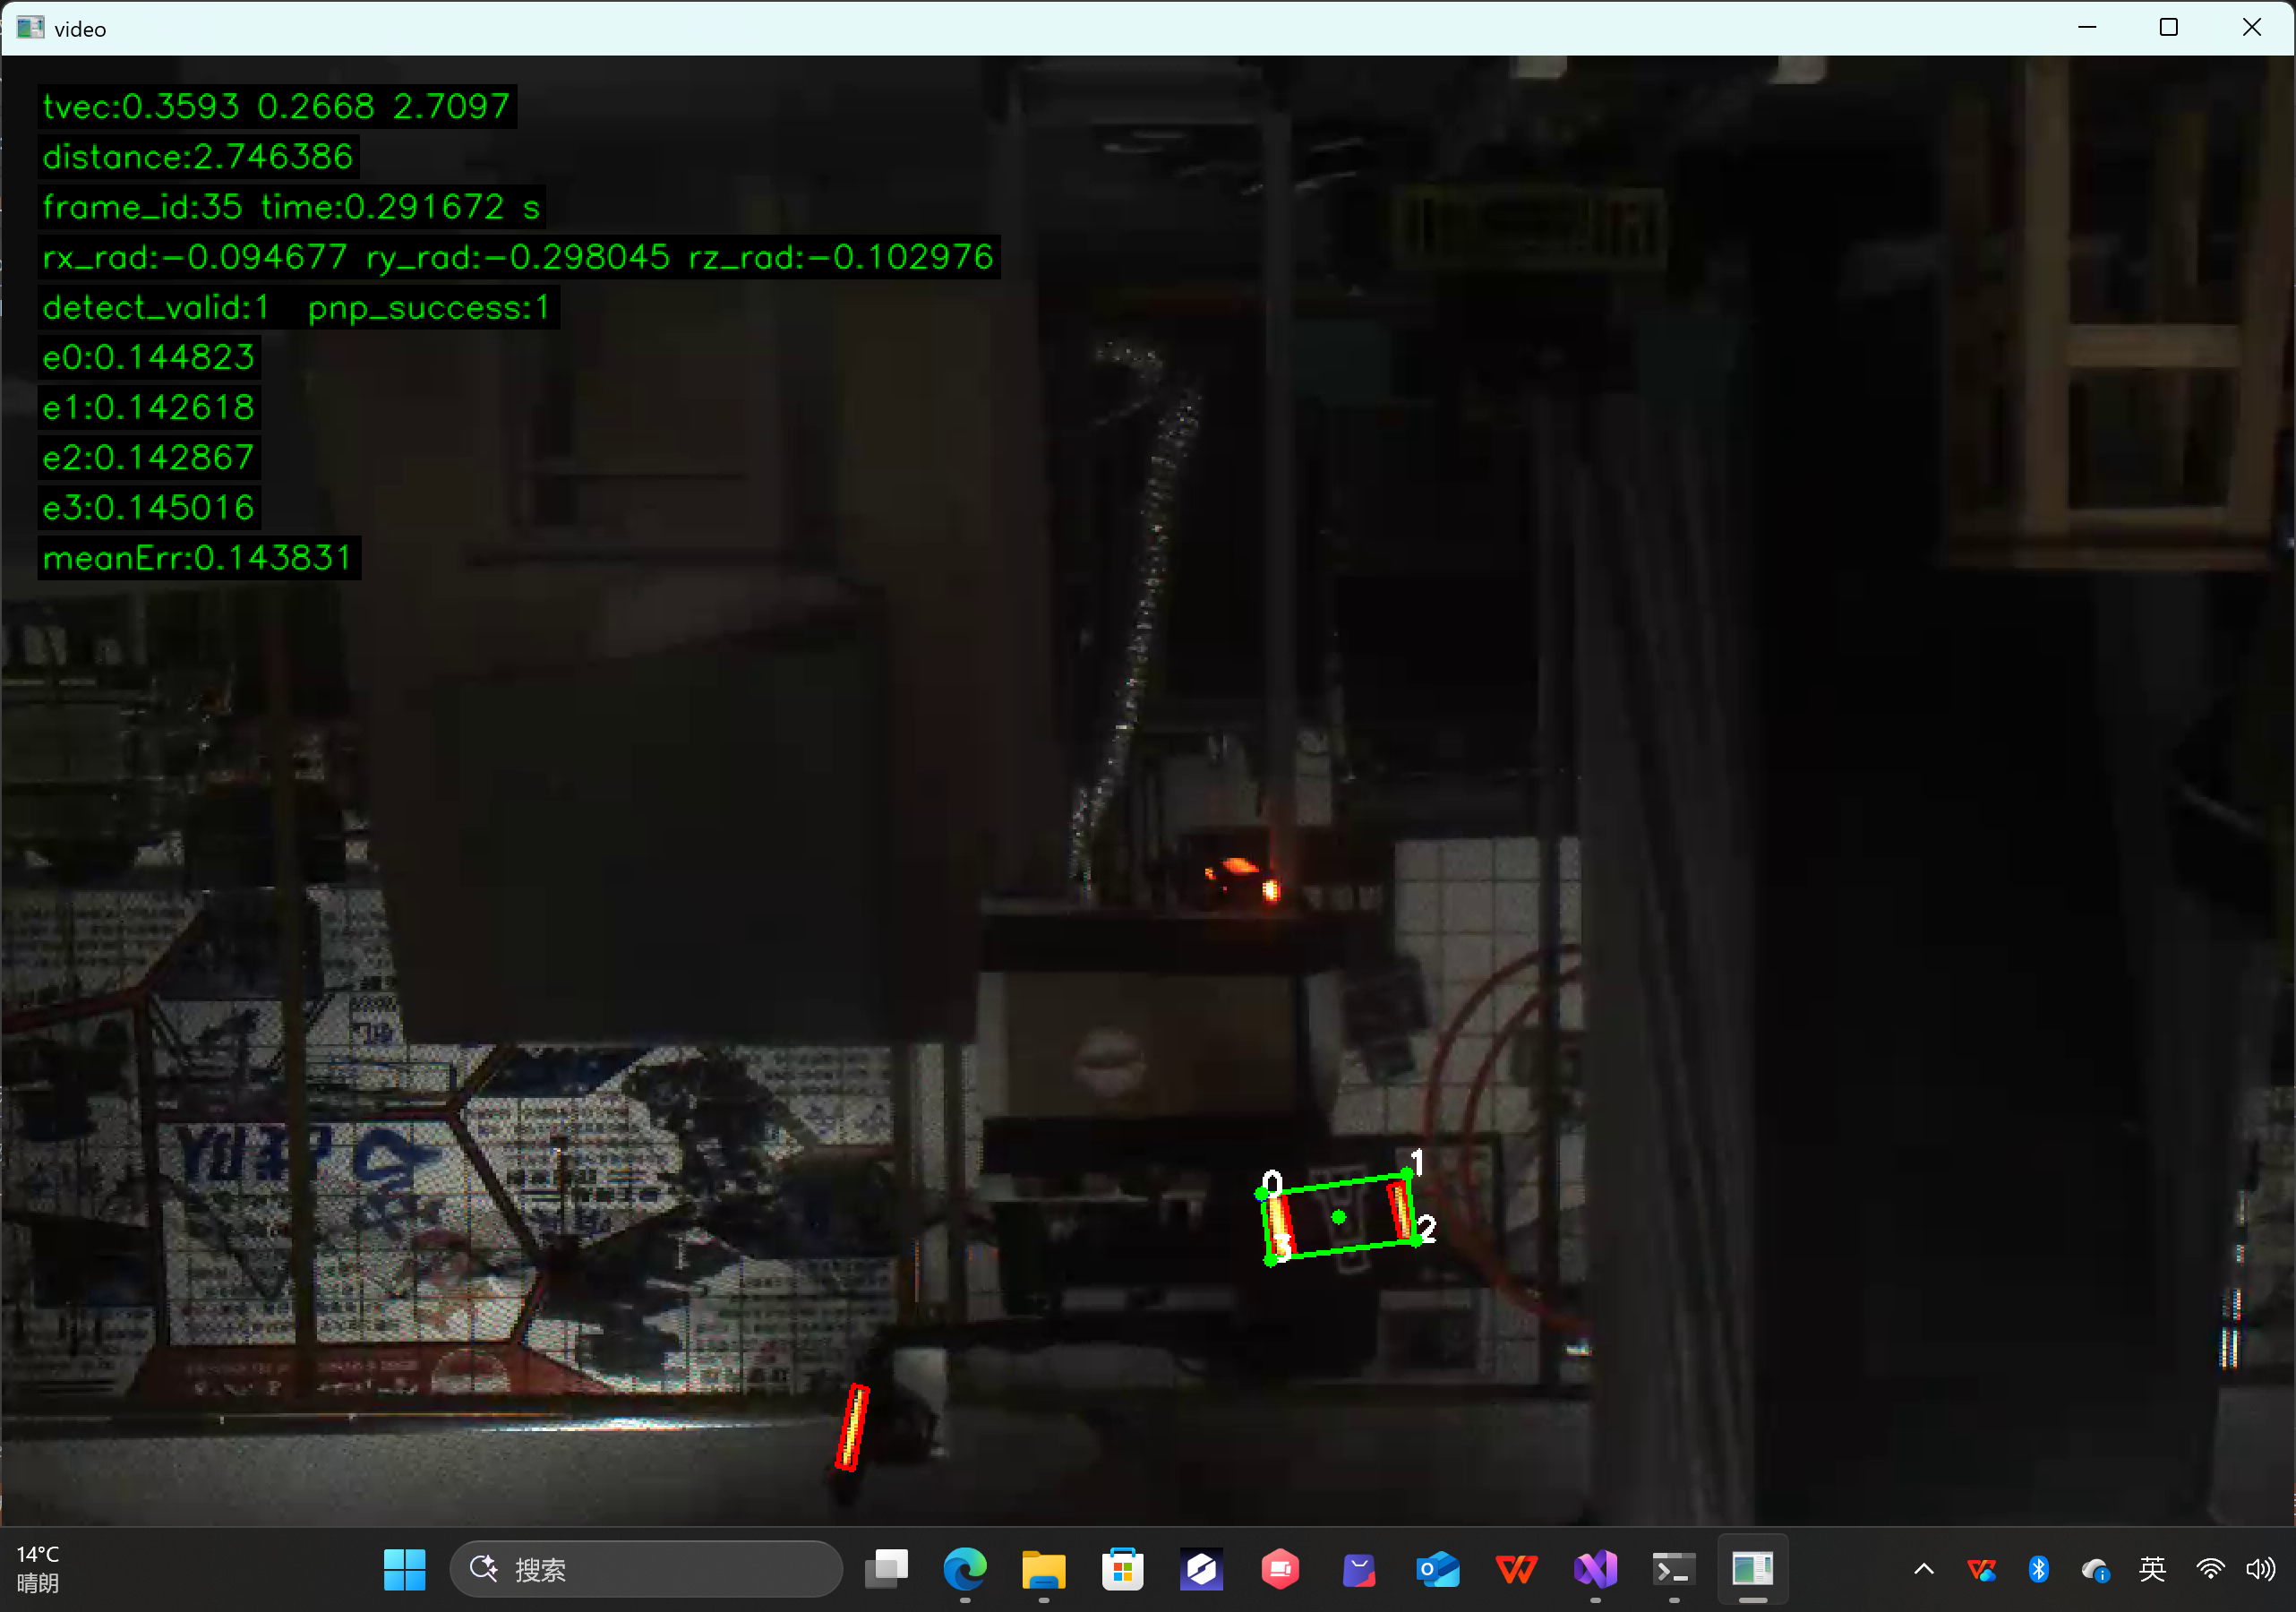 video
tvec:0.3593 0.2668 2.7097
distance:2.746386
frame_id:35 time:0.291672 s
rx_rad:-0.094677 ry_rad:-0.298045 rz_rad:-0.102976
detect_valid:1 pnp_success:1
e0:0.144823
e1:0.142618
e2:0.142867
e3:0.145016
meanErr:0.143831
0
1
2
3
14°C
晴朗
搜索
英